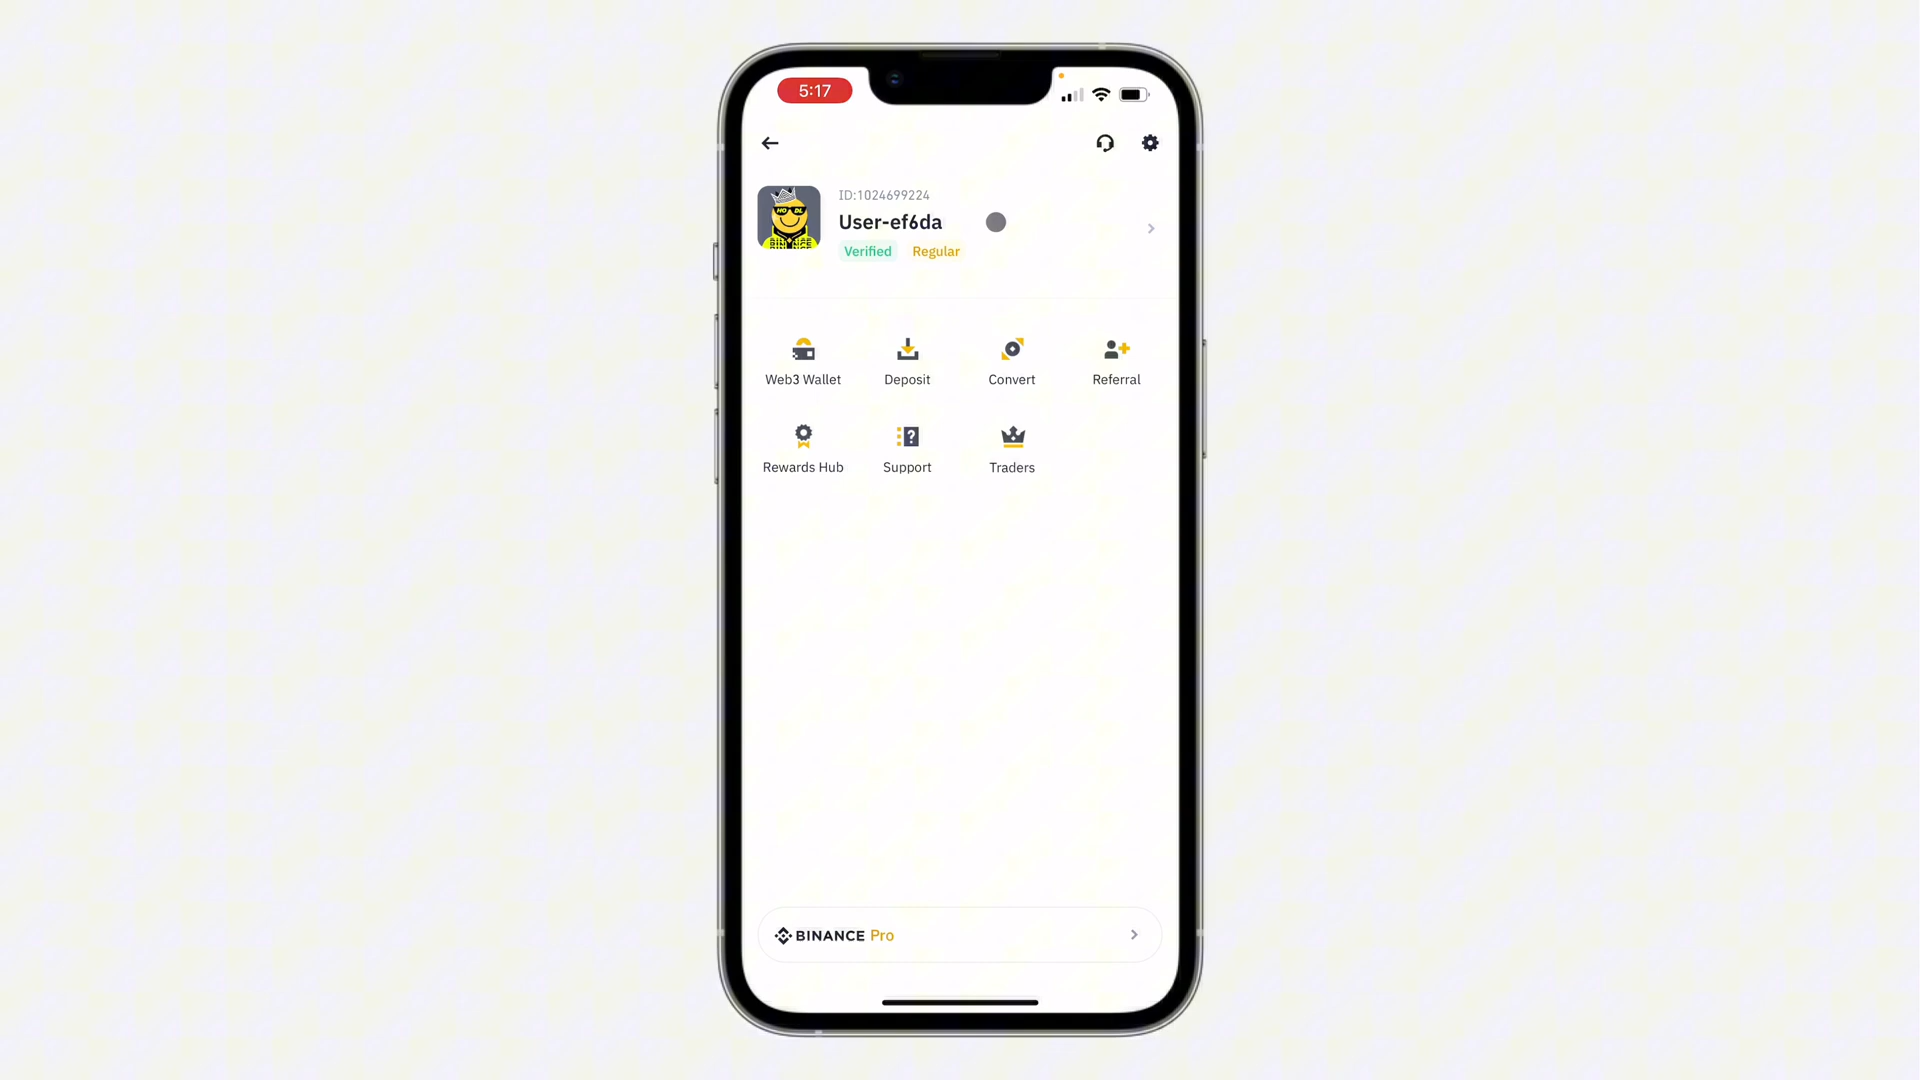 5:17
ID:1024699224
User-ef6da
Verified Regular
Web3 Wallet Deposit Convert Referral
Rewards Hub Support Traders
BINANCE Pro